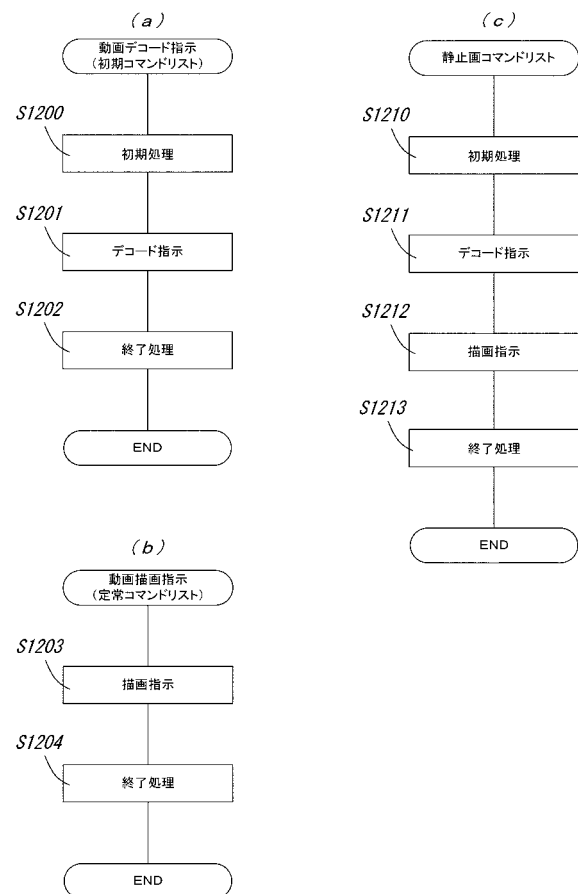 (a)
動画デコード指示
(初期コマンドリスト)
S1200
初期処理
S1201
デコード指示
S1202
終了処理
END
(b)
動画描画指示
(定常コマンドリスト)
S1203
描画指示
S1204
終了処理
END
(c)
静止画コマンドリスト
S1210
初期処理
S1211
デコード指示
S1212
描画指示
S1213
終了処理
END